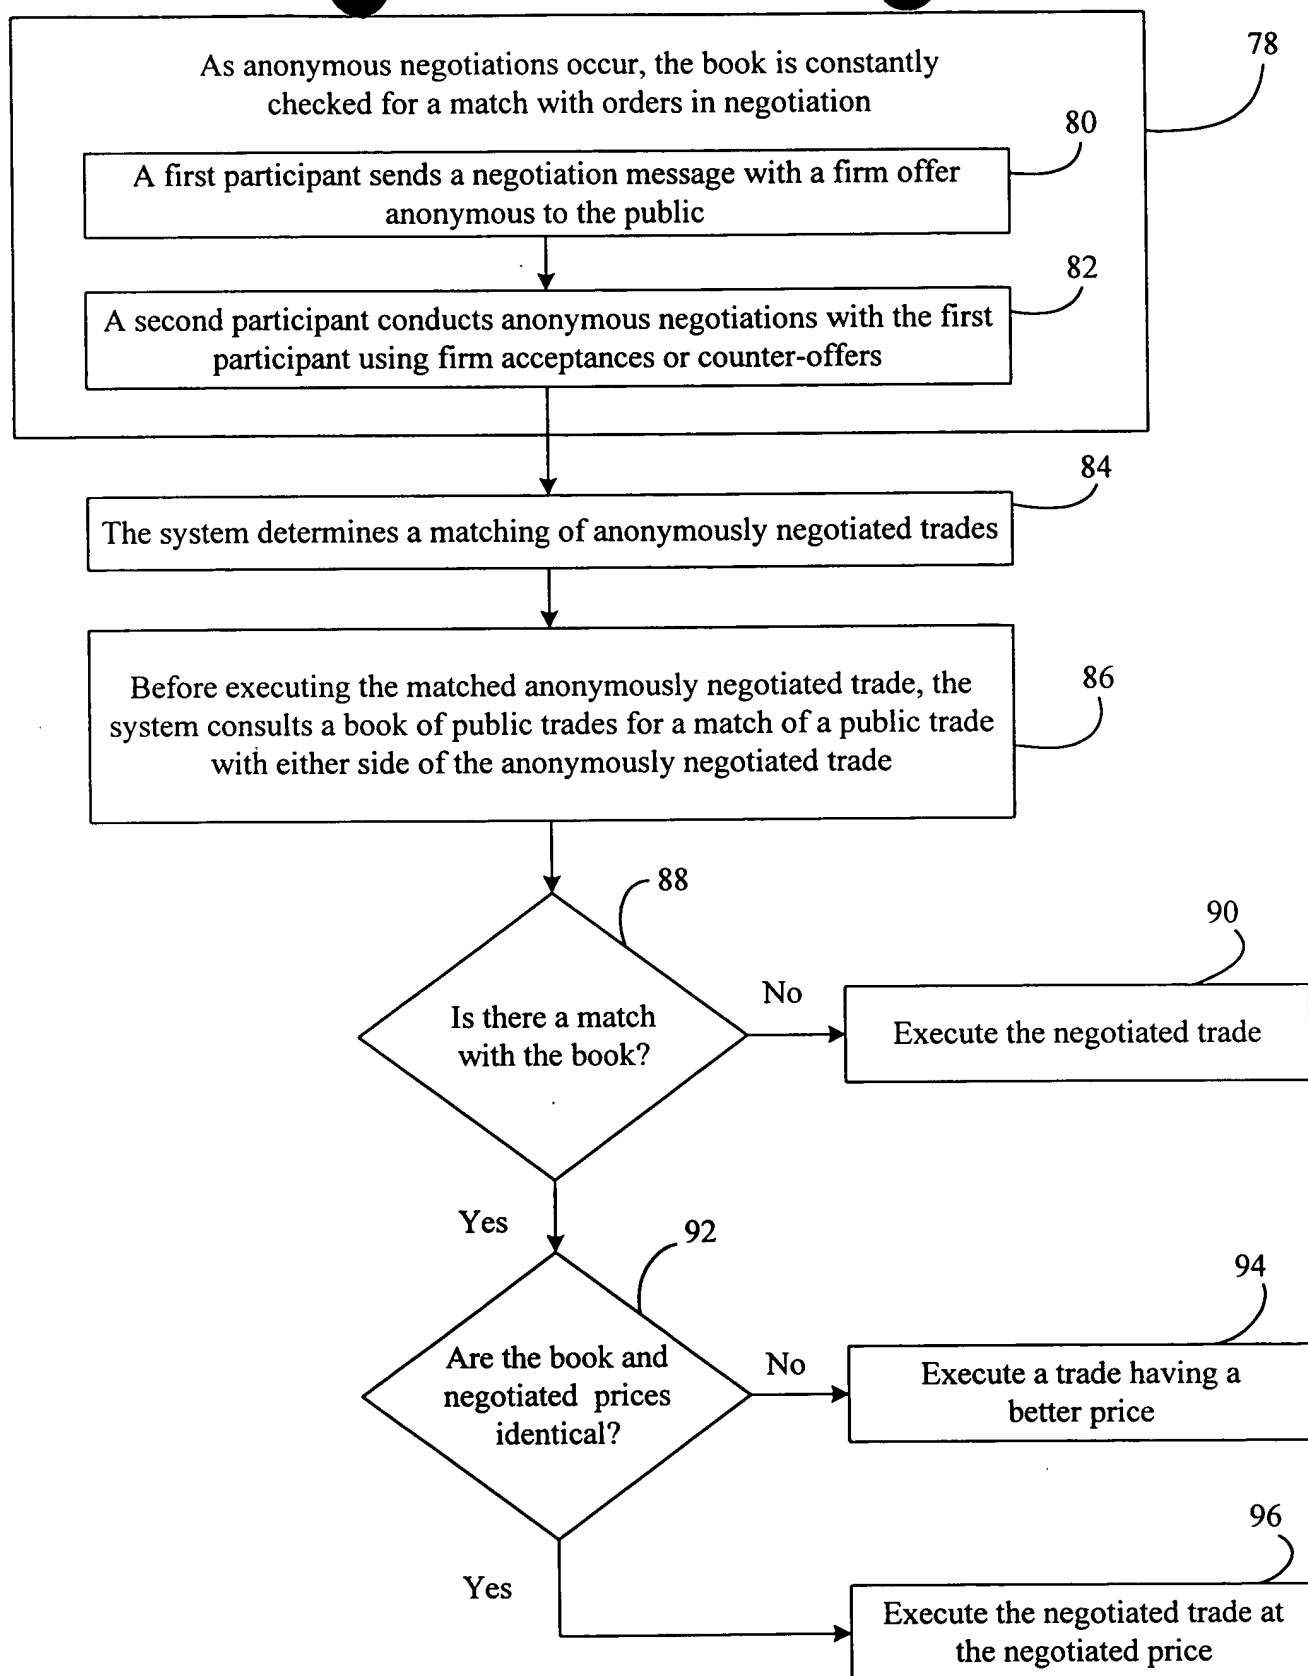 As anonymous negotiations occur, the book is constantly
checked for a match with orders in negotiation
78
80
A first participant sends a negotiation message with a firm offer
anonymous to the public
82
A second participant conducts anonymous negotiations with the first
participant using firm acceptances or counter-offers
84
The system determines a matching of anonymously negotiated trades
86
Before executing the matched anonymously negotiated trade, the
system consults a book of public trades for a match of a public trade
with either side of the anonymously negotiated trade
88
Is there a match
with the book?
No
90
Execute the negotiated trade
Yes
92
Are the book and
negotiated prices
identical?
No
94
Execute a trade having a
better price
Yes
96
Execute the negotiated trade at
the negotiated price